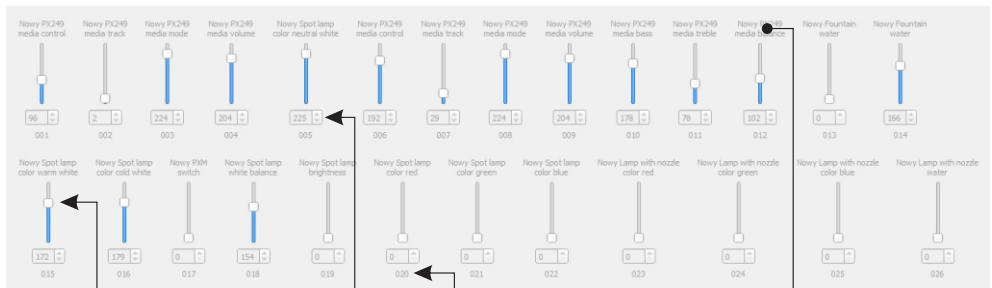 Nowy PX249 Nowy PX249 Nowy PX249 Nowy PX249 Nowy Spot lamp Nowy PX249 Nowy PX249 Nowy PX249 Nowy PX249 Nowy PX249 Nowy PX249 Nowy PX249 Nowy Fountain Nowy Fountain
media control media track media mode media volume color neutral white media control media track media mode media volume media bass media treble media balance water water
96 2 224 204 225 192 29 224 204 178 78 102 0 166
001 002 003 004 005 006 007 008 009 010 011 012 013 014
Nowy Spot lamp Nowy Spot lamp Nowy PXM Nowy Spot lamp Nowy Spot lamp Nowy Spot lamp Nowy Spot lamp Nowy Spot lamp Nowy Lamp with nozzle Nowy Lamp with nozzle Nowy Lamp with nozzle Nowy Lamp with nozzle
color warm white color cold white switch white balance brightness color red color green color blue color red color green color blue water
172 179 0 154 0 0 0 0 0 0 0 0
015 016 017 018 019 020 021 022 023 024 025 026